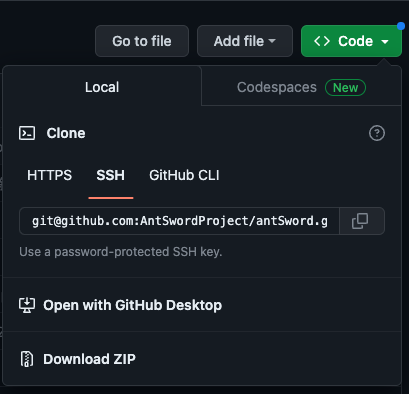 Go to file
Add file
Code
Local
Codespaces New
Clone
HTTPS SSH GitHub CLI
git@github.com:AntSwordProject/antSword.g
Use a password-protected SSH key.
Open with GitHub Desktop
Download ZIP